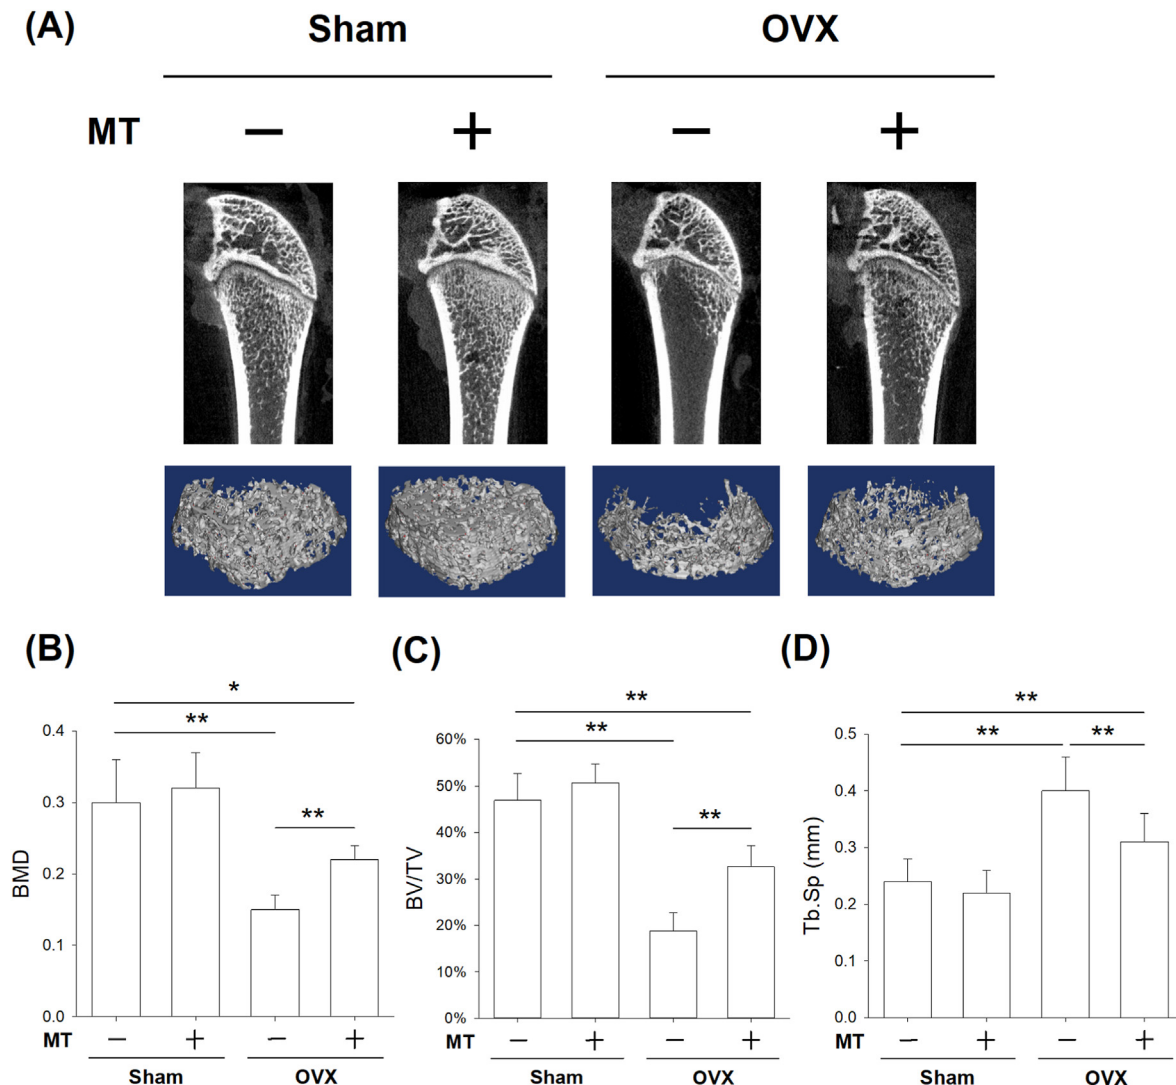 (A)
Sham OVX
MT − + − +
(B)
(C)
(D)
*
**
**
BMD
0.4
0.3
0.2
0.1
0.0
MT − + − +
Sham OVX
**
**
**
BV/TV
60%
50%
40%
30%
20%
10%
0%
− + − +
Sham OVX
**
**
**
Tb.Sp (mm)
0.5
0.4
0.3
0.2
0.1
0.0
MT − + − +
Sham OVX